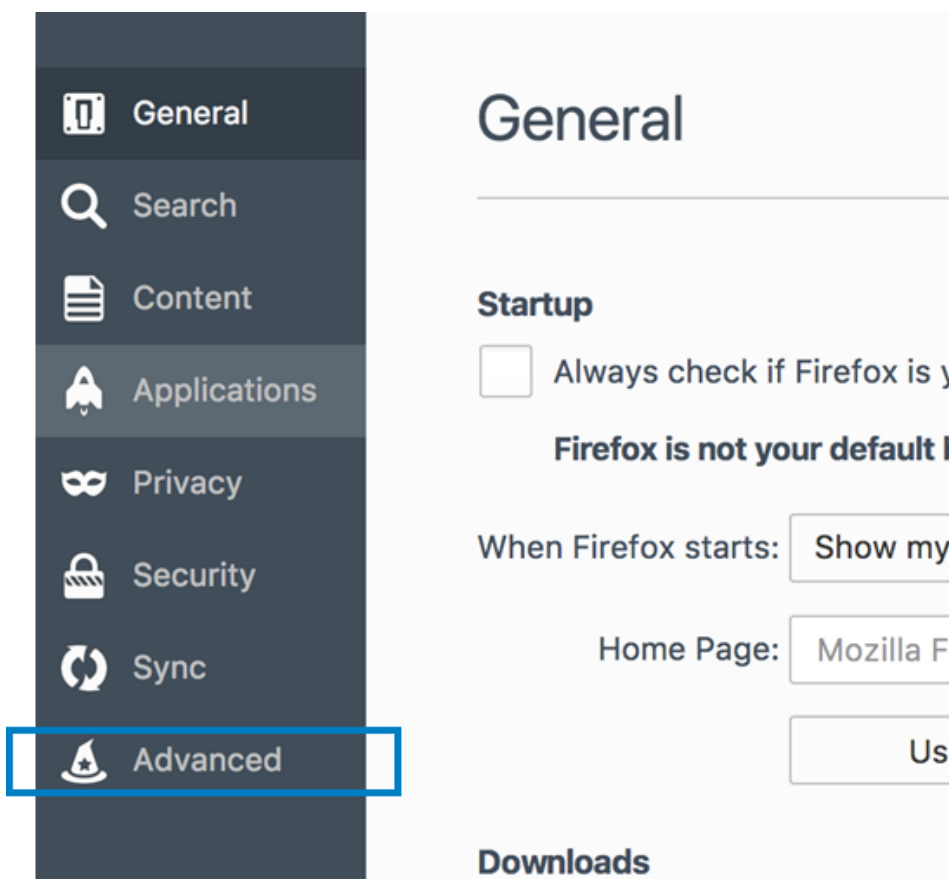 General
Search
Content
Applications
Privacy
Security
Sync
Advanced
General
Startup
Always check if Firefox is
Firefox is not your default
When Firefox starts: Show my
Home Page: Mozilla F
Us
Downloads